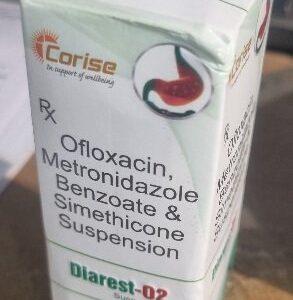 Corise
In support of wellbeing
Rx
Ofloxacin,
Metronidazole
Benzoate &
Simethicone
Suspension
Diarest-O2